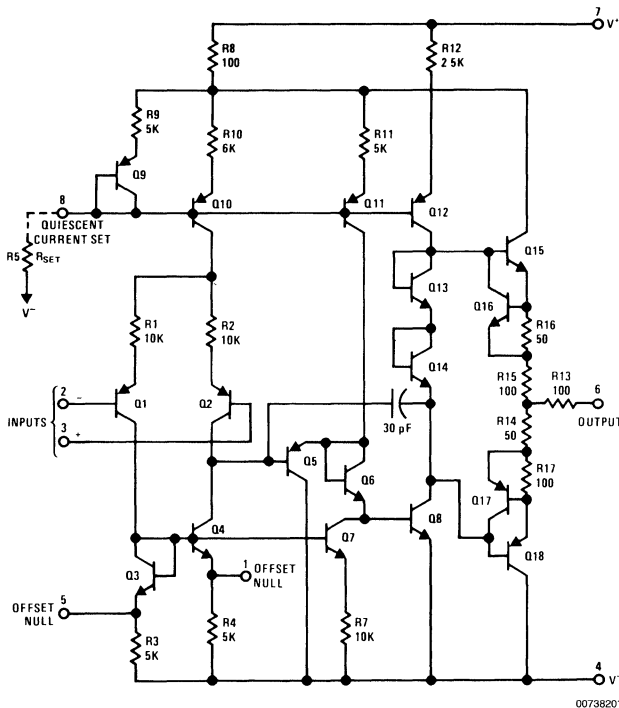 7
V+
R8
100
R12
2 5K
R9
5K
R10
6K
R11
5K
Q9
8
Q10
Q11
Q12
QUIESCENT
CURRENT SET
R5
RSET
V−
Q13
Q15
Q16
R1
10K
R2
10K
R16
50
Q14
R15
100
R13
100
6
OUTPUT
2
−
INPUTS
3
+
Q1
Q2
30 pF
R14
50
Q5
Q6
R17
100
Q17
Q4
Q7
Q8
Q18
Q3
1
OFFSET
NULL
5
OFFSET
NULL
R3
5K
R4
5K
R7
10K
4
V−
00738201